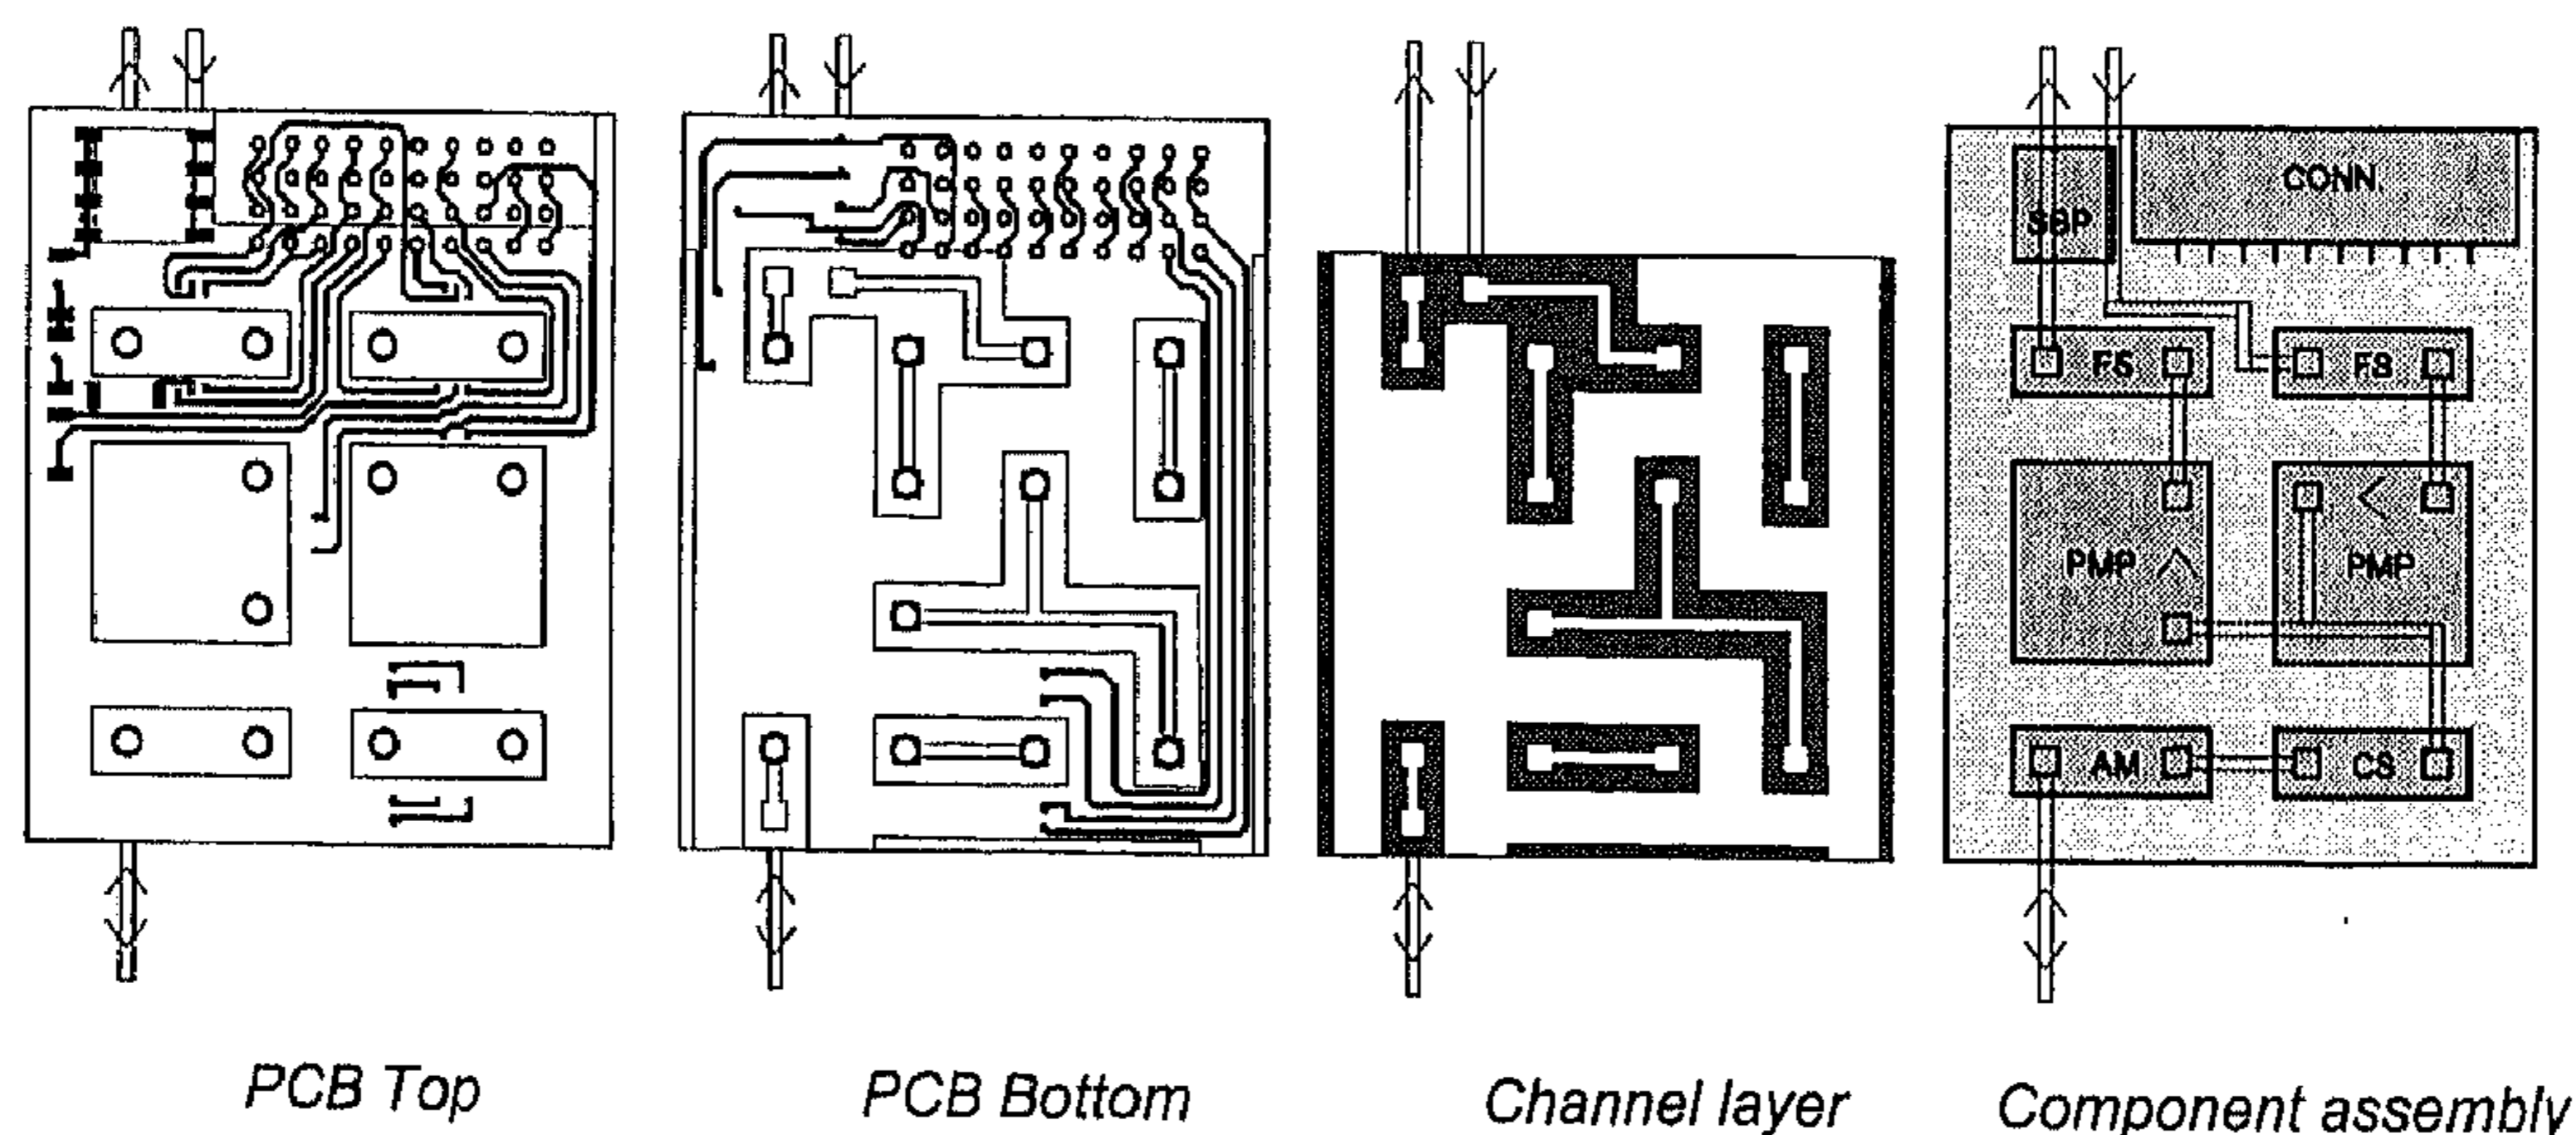 CONN.
SBP
FS FS
PMP PMP
AM CS
PCB Top PCB Bottom Channel layer Component assembly